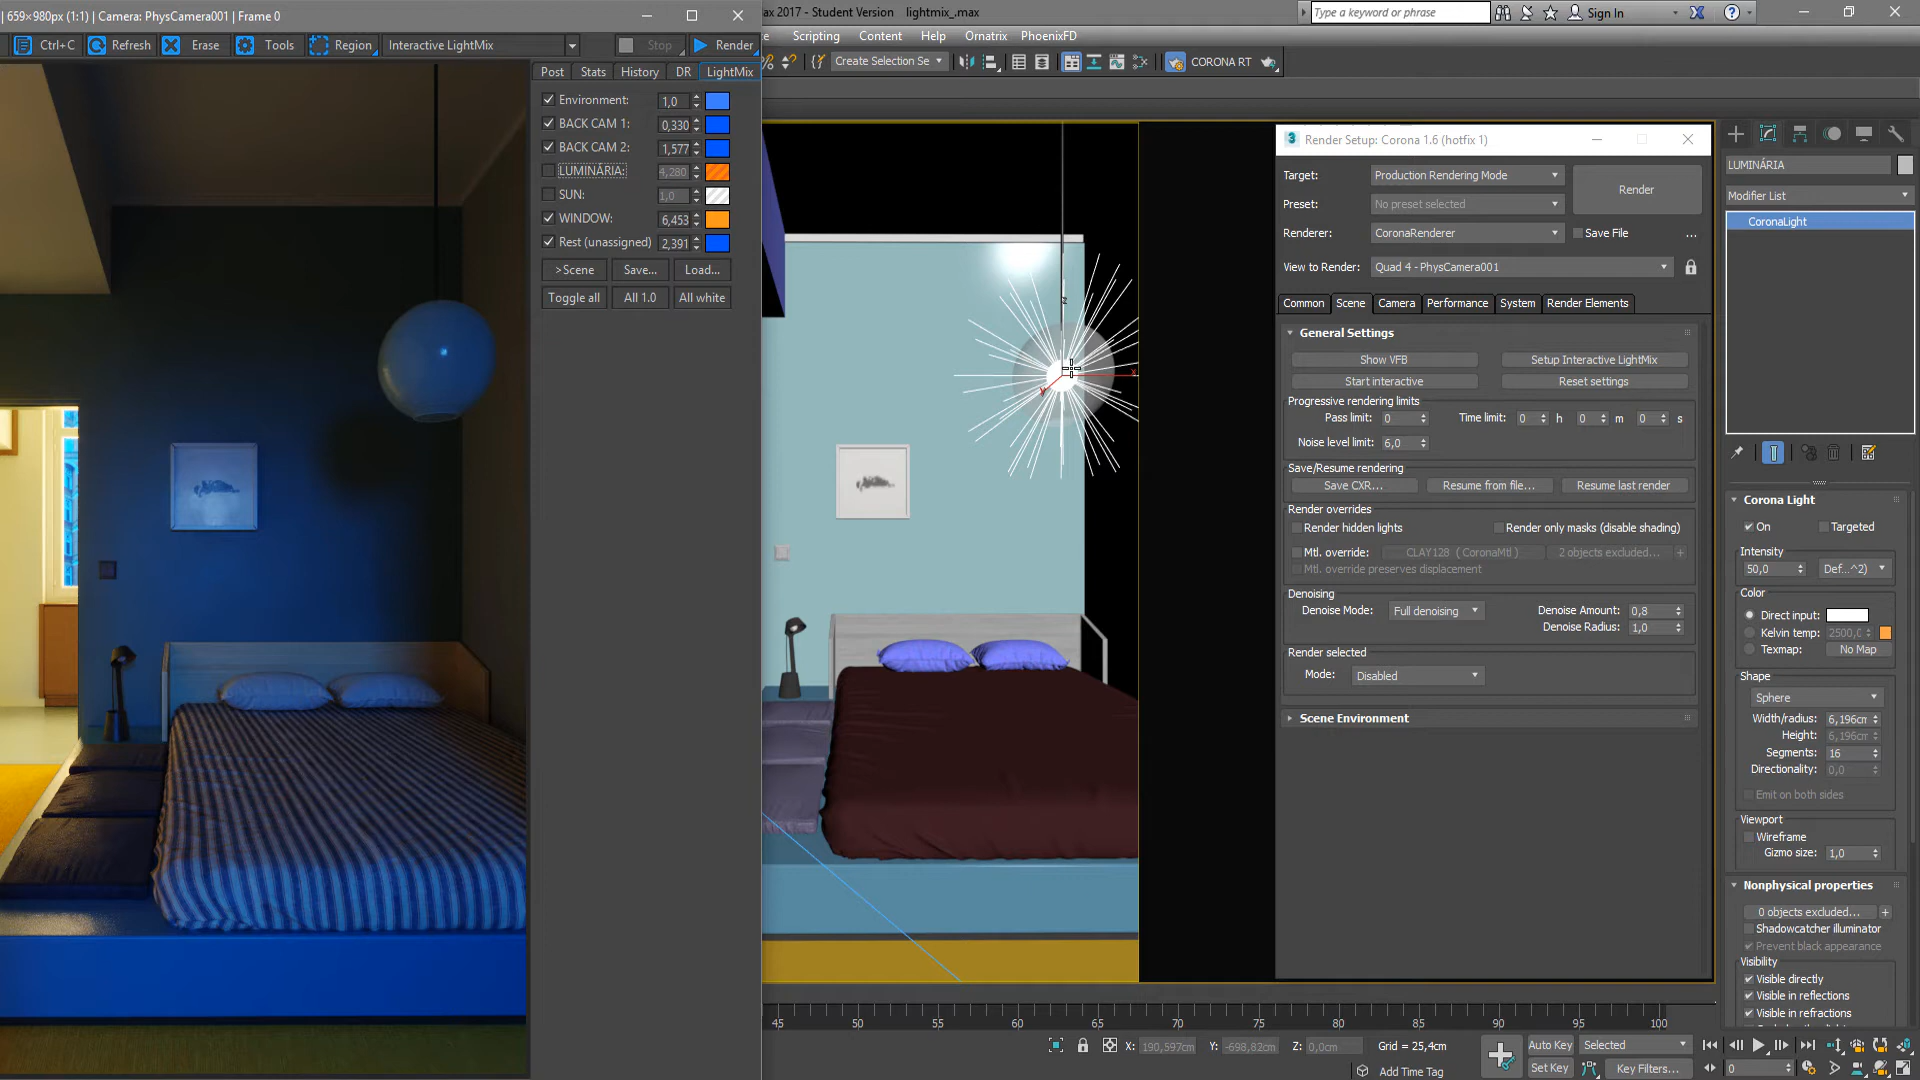 | 659×980px (1:1) | Camera: PhysCamera001 | Frame 0
Ctrl+C Refresh Erase Tools Region Interactive LightMix Stop Render
Post Stats History DR LightMix
Environment: 1,0
BACK CAM 1: 0,330
BACK CAM 2: 1,577
LUMINÁRIA: 4,280
SUN: 1,0
WINDOW: 6,453
Rest (unassigned) 2,391
>Scene Save... Load...
Toggle all All 1.0 All white
Max 2017 - Student Version lightmix_.max
Type a keyword or phrase
Sign In
Scripting Content Help Ornatrix PhoenixFD
Create Selection Se
CORONA RT
z
x
y
Render Setup: Corona 1.6 (hotfix 1)
Target: Production Rendering Mode
Render
Preset: No preset selected
Renderer: CoronaRenderer
Save File ...
View to Render: Quad 4 - PhysCamera001
Common Scene Camera Performance System Render Elements
General Settings
Show VFB Setup Interactive LightMix
Start interactive Reset settings
Progressive rendering limits
Pass limit: 0 Time limit: 0 h 0 m 0 s
Noise level limit: 6,0
Save/Resume rendering
Save CXR... Resume from file... Resume last render
Render overrides
Render hidden lights Render only masks (disable shading)
Mtl. override: CLAY128 ( CoronaMtl ) 2 objects excluded... +
Mtl. override preserves displacement
Denoising
Denoise Mode: Full denoising Denoise Amount: 0,8
Denoise Radius: 1,0
Render selected
Mode: Disabled
Scene Environment
LUMINÁRIA
Modifier List
CoronaLight
Corona Light
On Targeted
Intensity
50,0 Def...^2)
Color
Direct input:
Kelvin temp: 2500,0
Texmap: No Map
Shape
Sphere
Width/radius: 6,196cm
Height: 6,196cm
Segments: 16
Directionality: 0,0
Emit on both sides
Viewport
Wireframe
Gizmo size: 1,0
Nonphysical properties
0 objects excluded... +
Shadowcatcher illuminator
Prevent black appearance
Visibility
Visible directly
Visible in reflections
Visible in refractions
45 50 55 60 65 70 75 80 85 90 95 100
X: 190,597cm Y: -698,82cm Z: 0,0cm Grid = 25,4cm
Add Time Tag
Auto Key Selected
Set Key Key Filters...
0